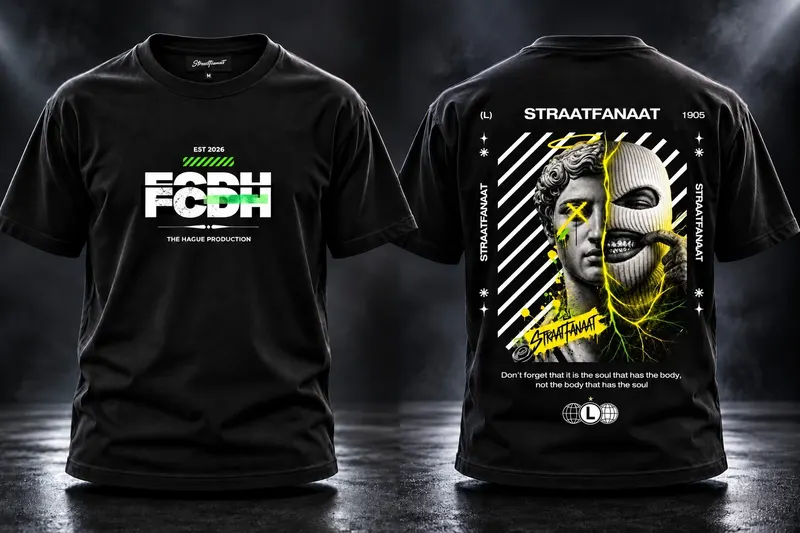 Straatfanaat
M
EST 2026
FCDH
FCDH
THE HAGUE PRODUCTION
(L) STRAATFANAAT 1905
STRAATFANAAT
STRAATFANAAT
STRAATFANAAT
Don't forget that it is the soul that has the body,
not the body that has the soul
L